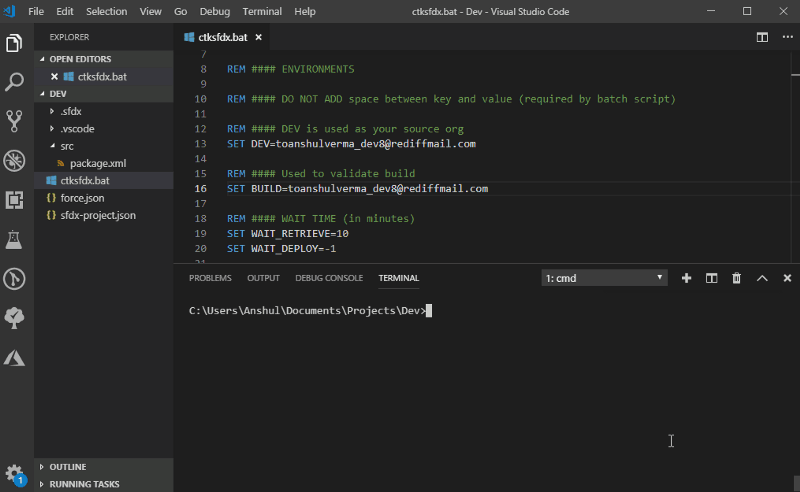 File Edit Selection View Go Debug Terminal Help ctksfdx.bat - Dev - Visual Studio Code
EXPLORER
OPEN EDITORS
ctksfdx.bat
DEV
.sfdx
.vscode
src
package.xml
ctksfdx.bat
force.json
sfdx-project.json
OUTLINE
RUNNING TASKS
1
ctksfdx.bat
7
8 REM #### ENVIRONMENTS
9
10 REM #### DO NOT ADD space between key and value (required by batch script)
11
12 REM #### DEV is used as your source org
13 SET DEV=toanshulverma_dev8@rediffmail.com
14
15 REM #### Used to validate build
16 SET BUILD=toanshulverma_dev8@rediffmail.com
17
18 REM #### WAIT TIME (in minutes)
19 SET WAIT_RETRIEVE=10
20 SET WAIT_DEPLOY=-1
PROBLEMS OUTPUT DEBUG CONSOLE TERMINAL 1: cmd
C:\Users\Anshul\Documents\Projects\Dev>